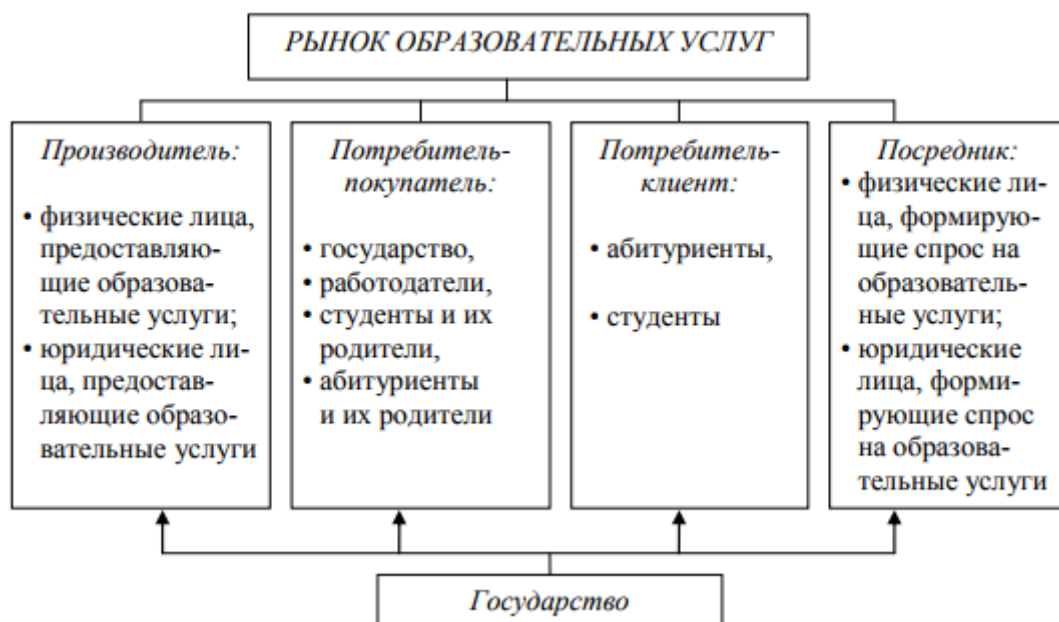 РЫНОК ОБРАЗОВАТЕЛЬНЫХ УСЛУГ
Производитель:
• физические лица,
предоставляю-
щие образова-
тельные услуги;
• юридические ли-
ца, предостав-
ляющие образо-
вательные услуги
Потребитель-
покупатель:
• государство,
• работодатели,
• студенты и их
родители,
• абитуриенты
и их родители
Потребитель-
клиент:
• абитуриенты,
• студенты
Посредник:
• физические ли-
ца, формирую-
щие спрос на
образователь-
ные услуги;
• юридические
лица, форми-
рующие спрос
на образова-
тельные услуги
Государство